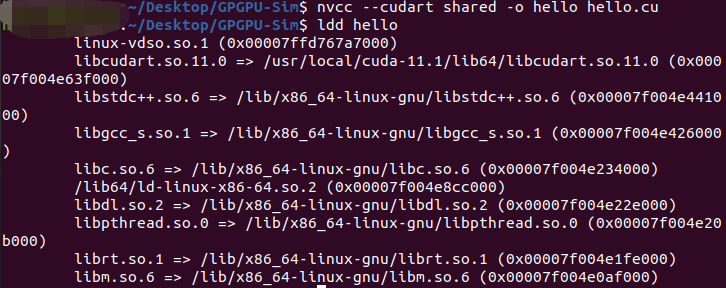 :~/Desktop/GPGPU-Sim$ nvcc --cudart shared -o hello hello.cu
:~/Desktop/GPGPU-Sim$ ldd hello
linux-vdso.so.1 (0x00007ffd767a7000)
libcudart.so.11.0 => /usr/local/cuda-11.1/lib64/libcudart.so.11.0 (0x000
07f004e63f000)
libstdc++.so.6 => /lib/x86_64-linux-gnu/libstdc++.so.6 (0x00007f004e4410
00)
libgcc_s.so.1 => /lib/x86_64-linux-gnu/libgcc_s.so.1 (0x00007f004e426000
)
libc.so.6 => /lib/x86_64-linux-gnu/libc.so.6 (0x00007f004e234000)
/lib64/ld-linux-x86-64.so.2 (0x00007f004e8cc000)
libdl.so.2 => /lib/x86_64-linux-gnu/libdl.so.2 (0x00007f004e22e000)
libpthread.so.0 => /lib/x86_64-linux-gnu/libpthread.so.0 (0x00007f004e20
b000)
librt.so.1 => /lib/x86_64-linux-gnu/librt.so.1 (0x00007f004e1fe000)
libm.so.6 => /lib/x86_64-linux-gnu/libm.so.6 (0x00007f004e0af000)